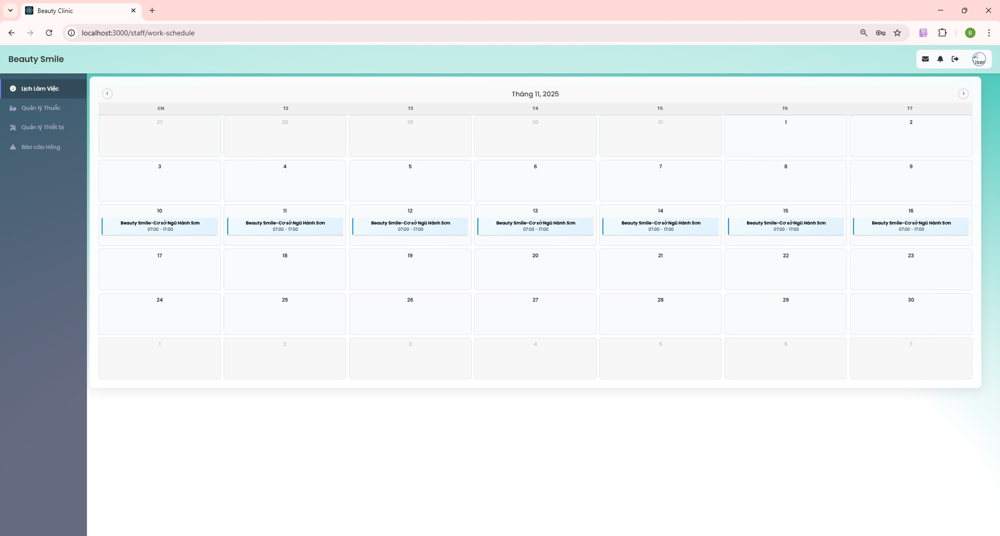 Beauty Clinic
localhost:3000/staff/work-schedule
B
Beauty Smile
User
Lịch Làm Việc
Quản lý Thuốc
Quản lý Thiết bị
Báo cáo Hỏng
Tháng 11, 2025
CN T2 T3 T4 T5 T6 T7
27 28 29 30 31 1 2
3 4 5 6 7 8 9
10 11 12 13 14 15 16
Beauty Smile-Cơ sở Ngũ Hành Sơn Beauty Smile-Cơ sở Ngũ Hành Sơn Beauty Smile-Cơ sở Ngũ Hành Sơn Beauty Smile-Cơ sở Ngũ Hành Sơn Beauty Smile-Cơ sở Ngũ Hành Sơn Beauty Smile-Cơ sở Ngũ Hành Sơn Beauty Smile-Cơ sở Ngũ Hành Sơn
07:00 - 17:00 07:00 - 17:00 07:00 - 17:00 07:00 - 17:00 07:00 - 17:00 07:00 - 17:00 07:00 - 17:00
17 18 19 20 21 22 23
24 25 26 27 28 29 30
1 2 3 4 5 6 7